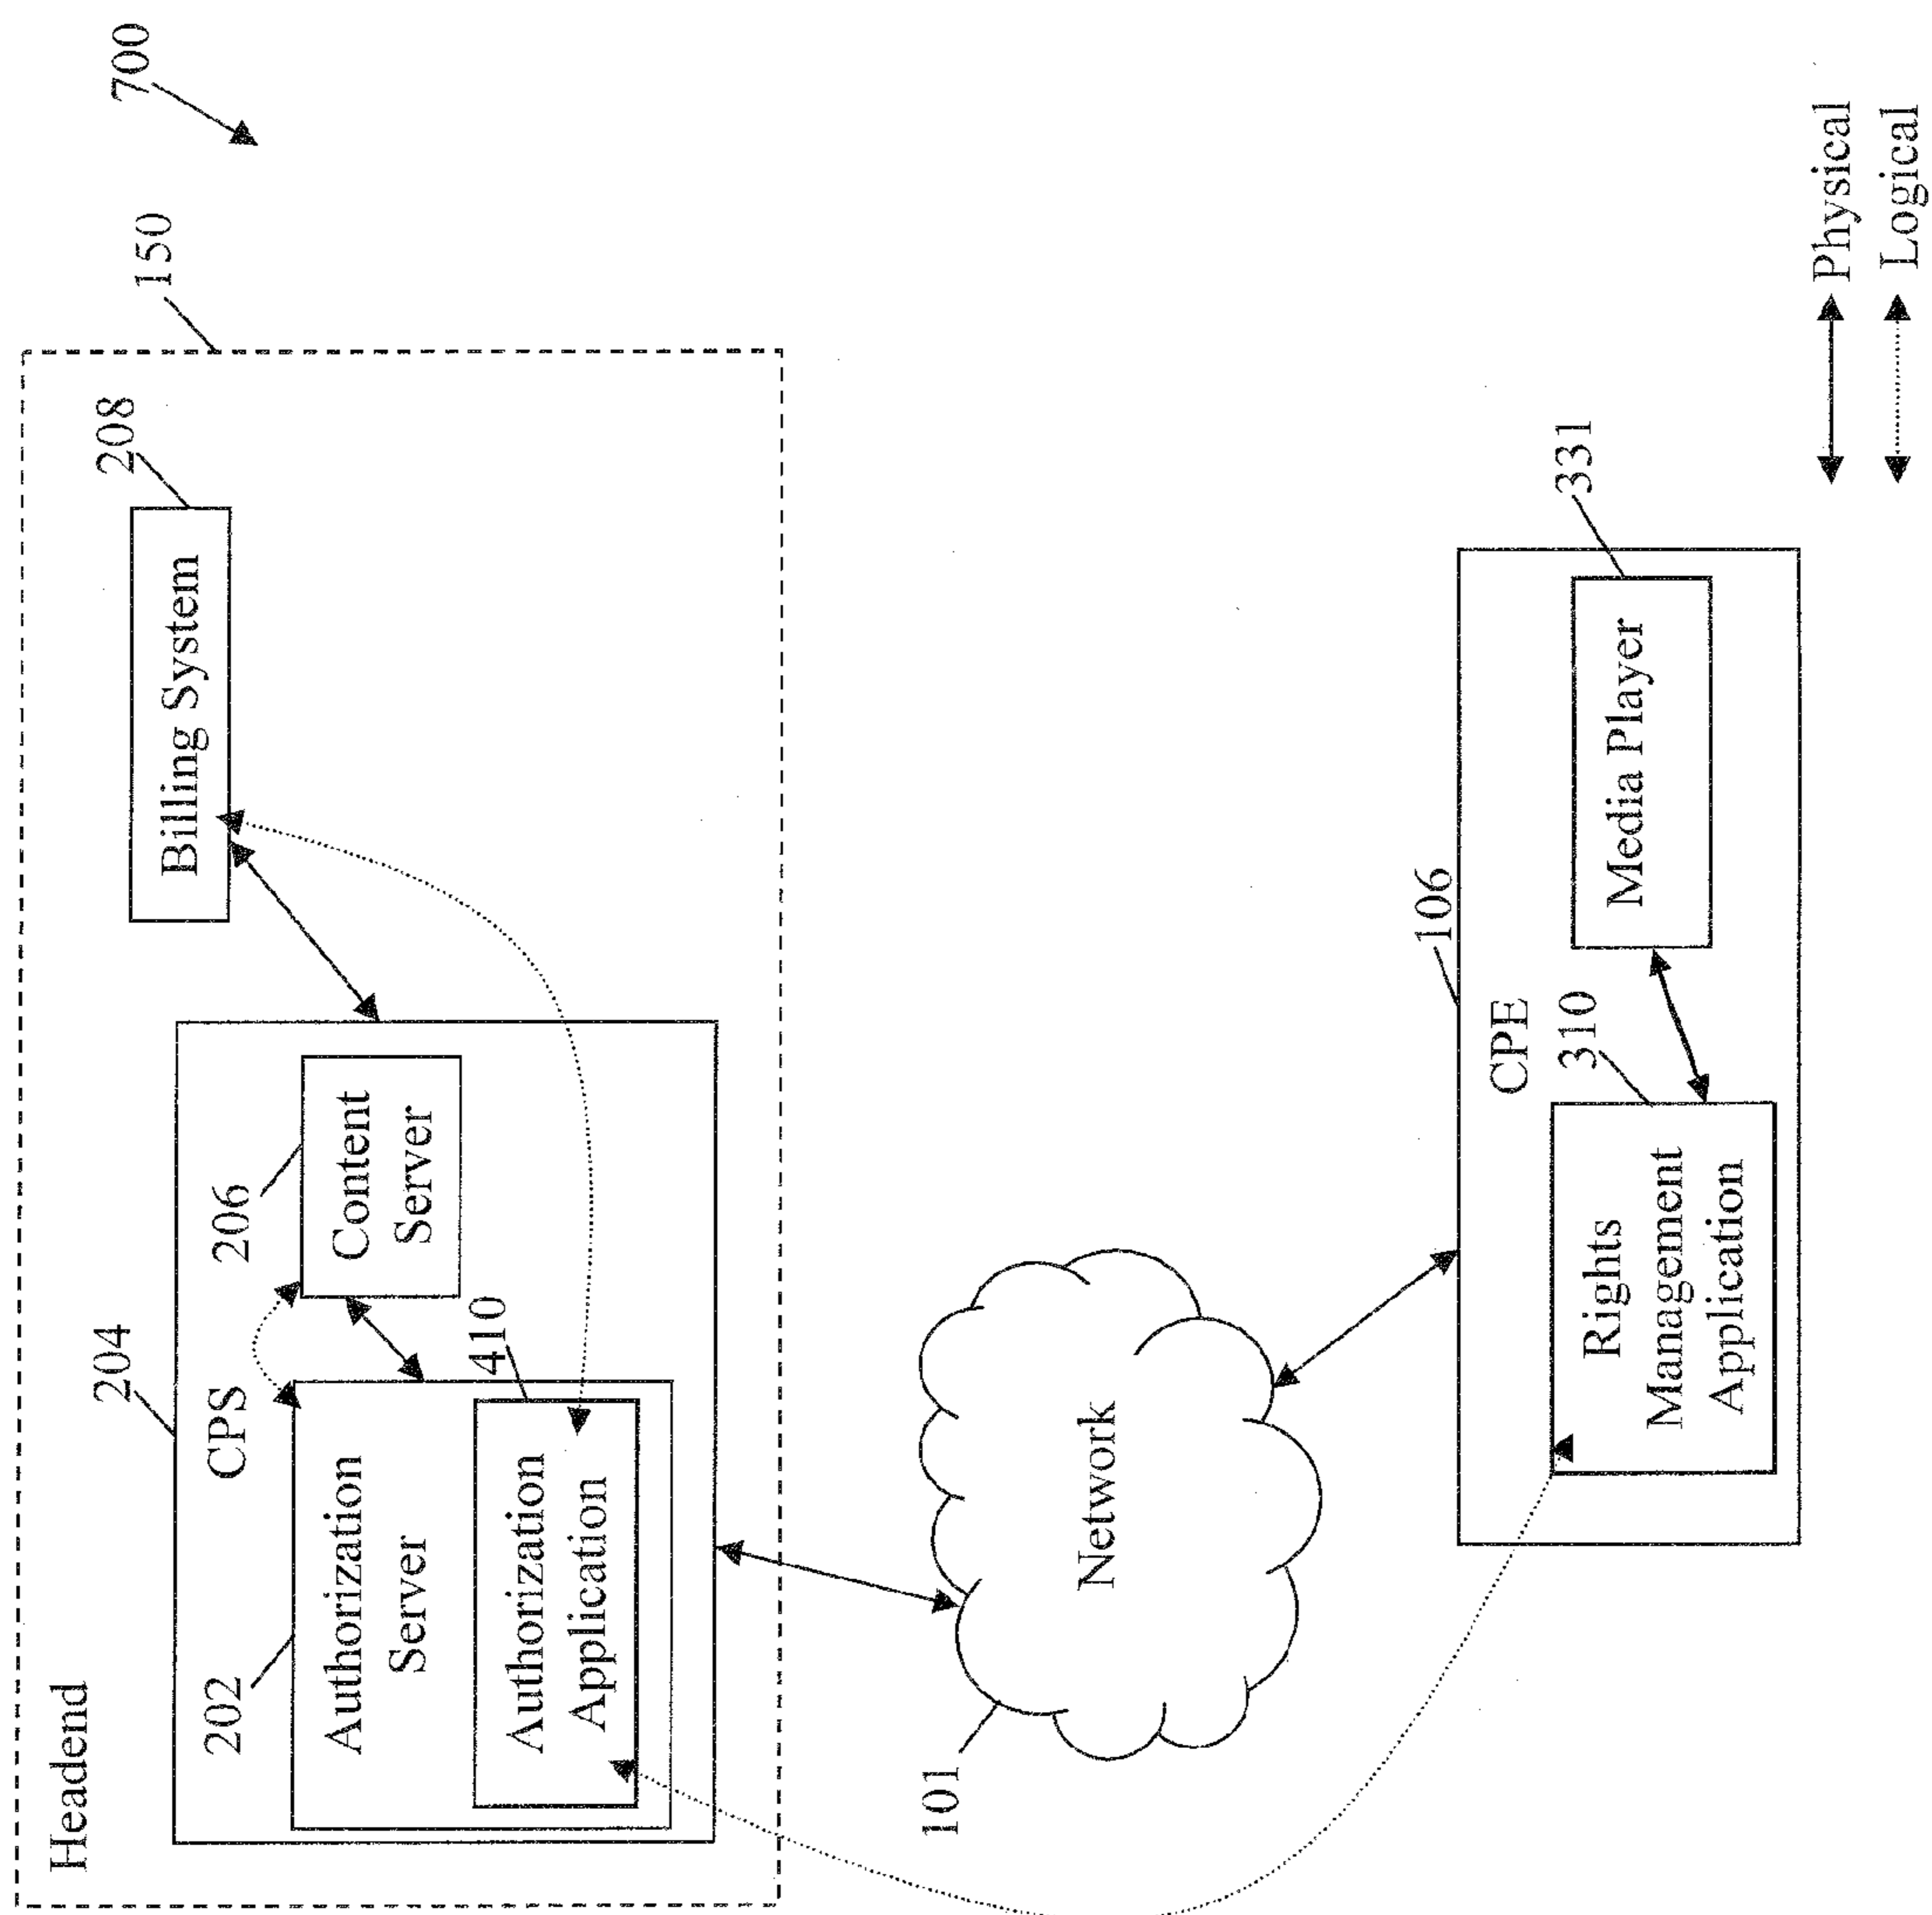 700
Headend
150
204
CPS
208
Billing System
202
Authorization
Server
206
Content
Server
410
Authorization
Application
101
Network
106
CPE
310
Rights
Management
Application
331
Media Player
Physical
Logical